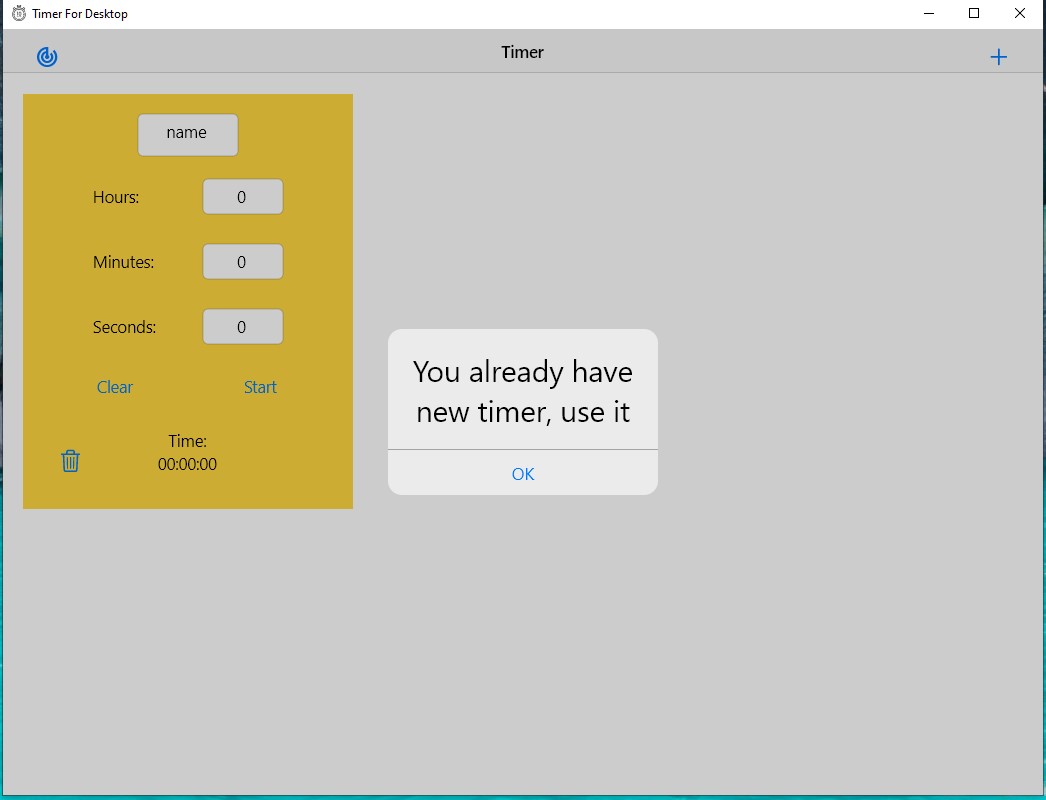 Timer For Desktop
Timer
name
Hours: 0
Minutes: 0
Seconds: 0
Clear Start
Time:
00:00:00
You already have
new timer, use it
OK